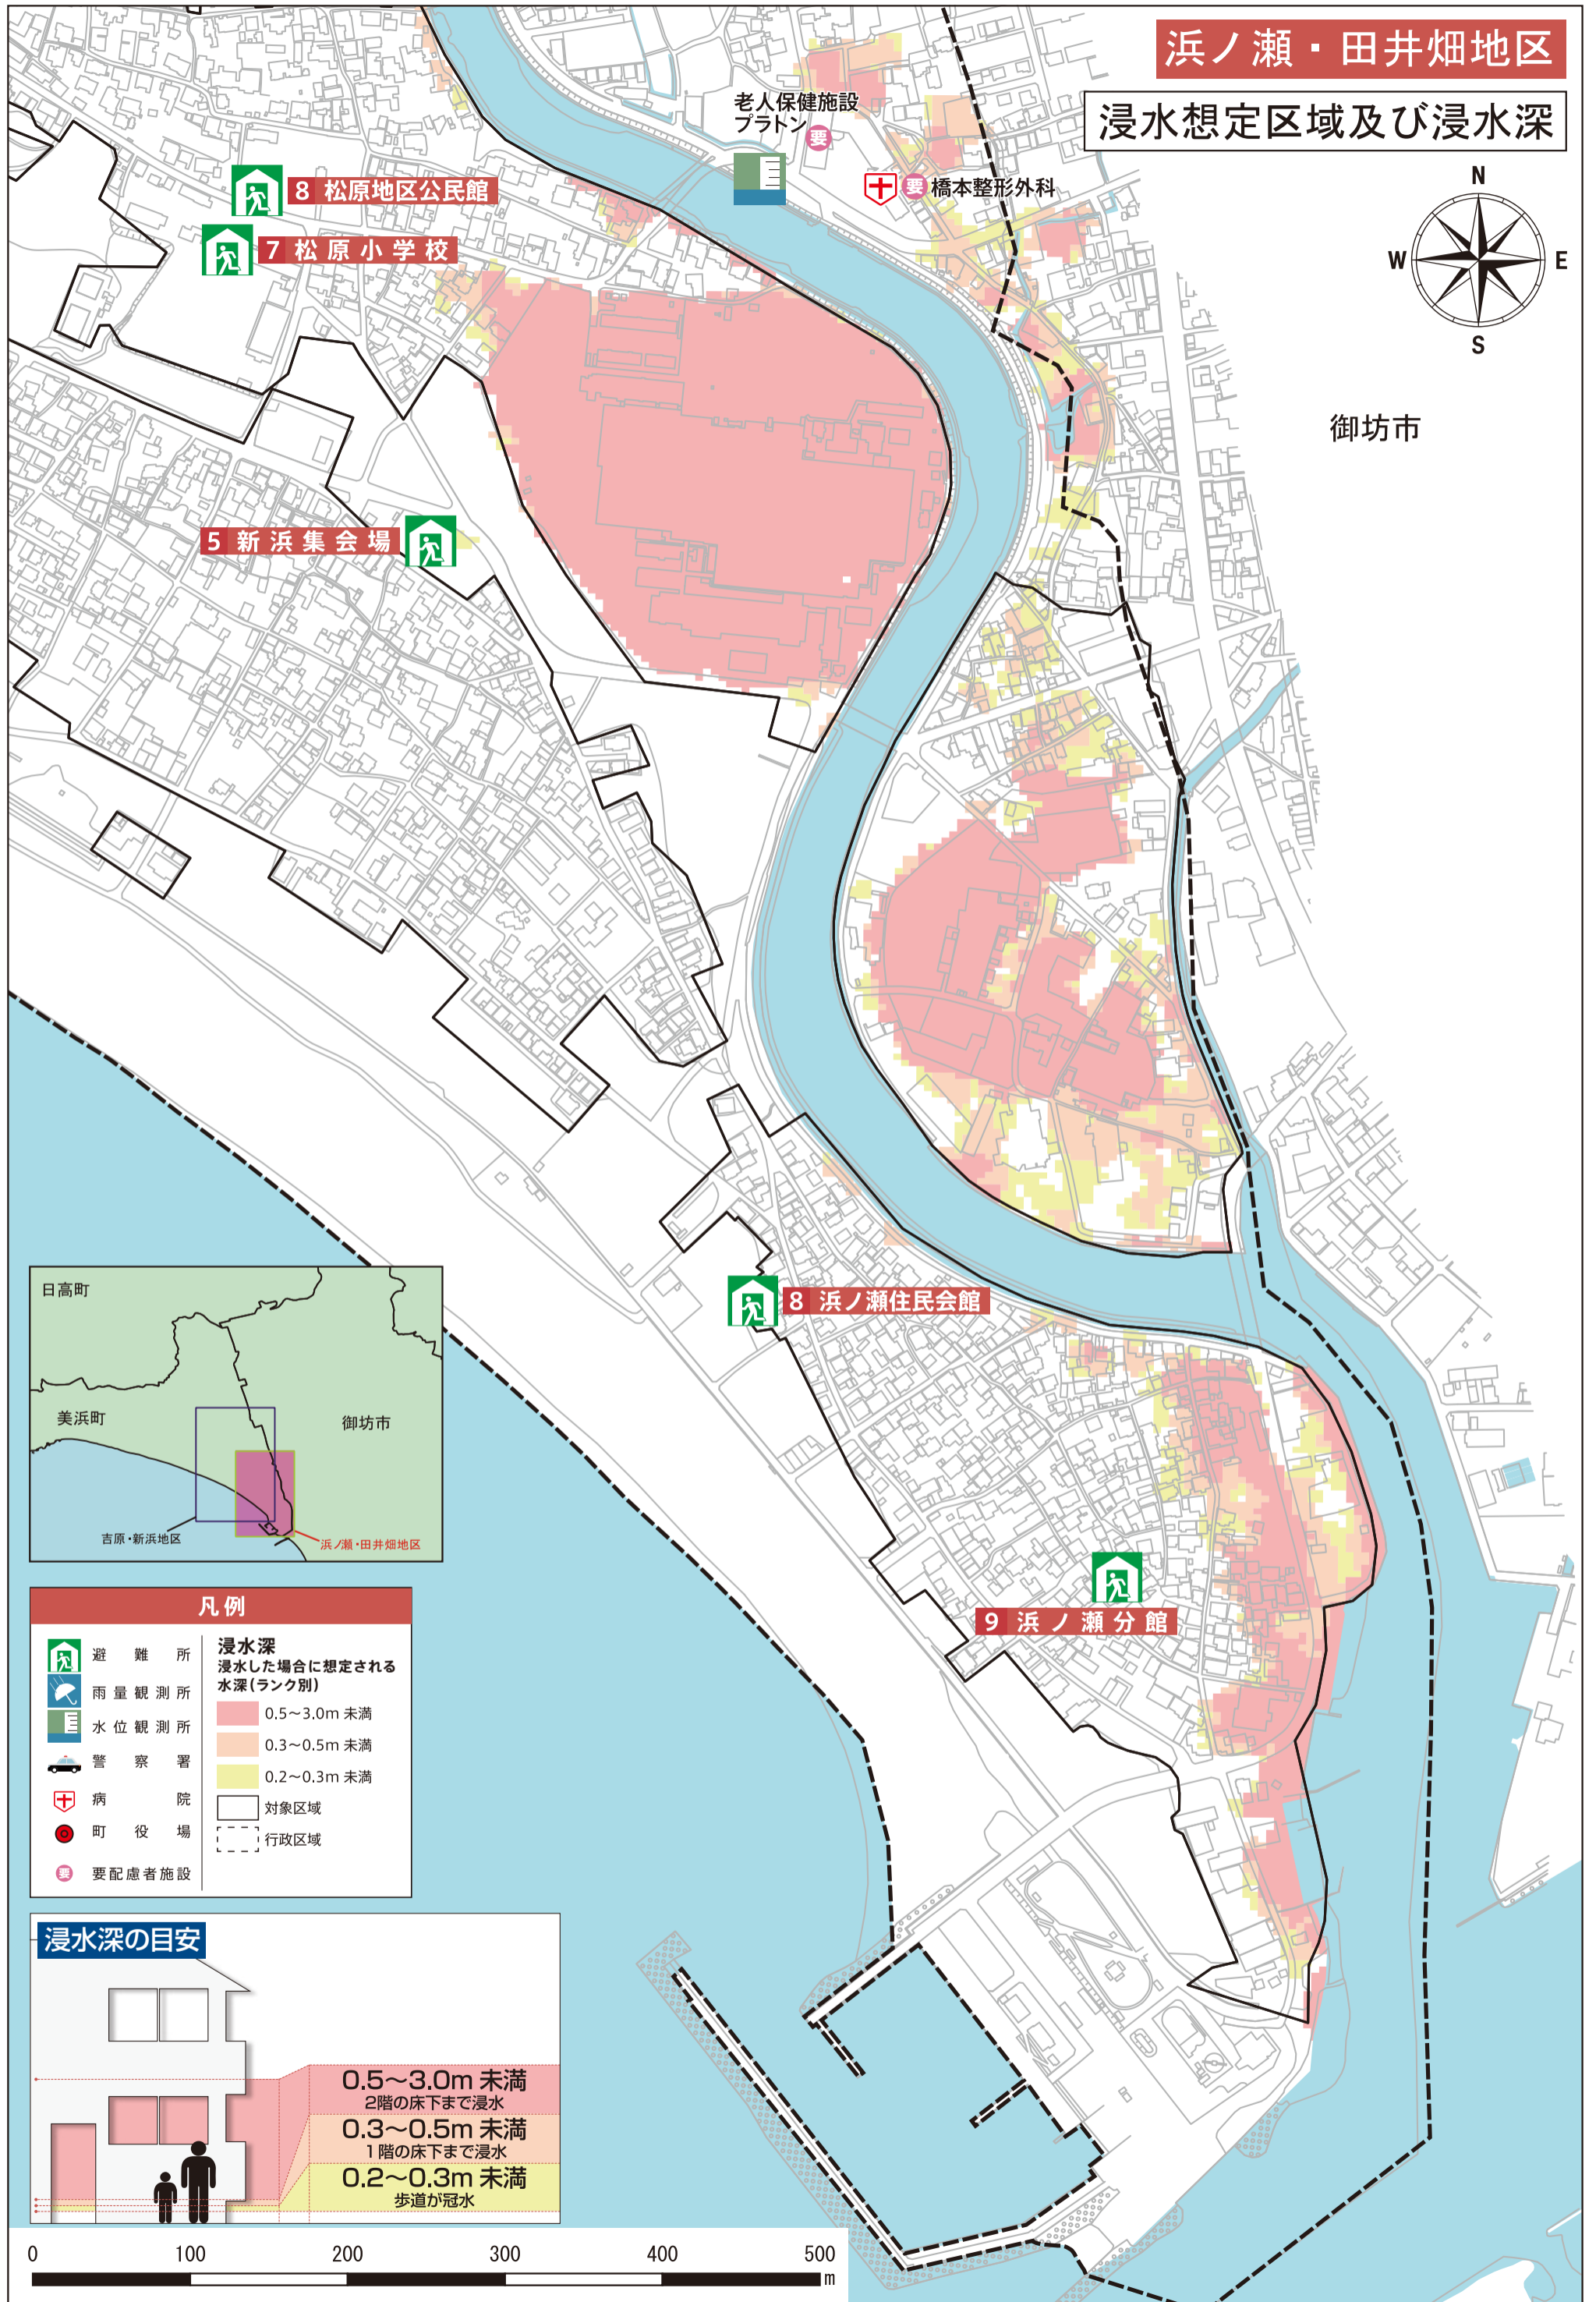 浜ノ瀬・田井畑地区
浸水想定区域及び浸水深
N
W
E
S
老人保健施設
プラトン
要
要
橋本整形外科
8 松原地区公民館
7 松原小学校
御坊市
5 新浜集会場
8 浜ノ瀬住民会館
9 浜ノ瀬分館
日高町
美浜町
御坊市
吉原・新浜地区
浜ノ瀬・田井畑地区
凡例
避難所
雨量観測所
水位観測所
警察署
病院
町役場
要
要配慮者施設
浸水深
浸水した場合に想定される
水深(ランク別)
0.5～3.0m 未満
0.3～0.5m 未満
0.2～0.3m 未満
対象区域
行政区域
浸水深の目安
0.5～3.0m 未満
2階の床下まで浸水
0.3～0.5m 未満
1階の床下まで浸水
0.2～0.3m 未満
歩道が冠水
0 100 200 300 400 500
m